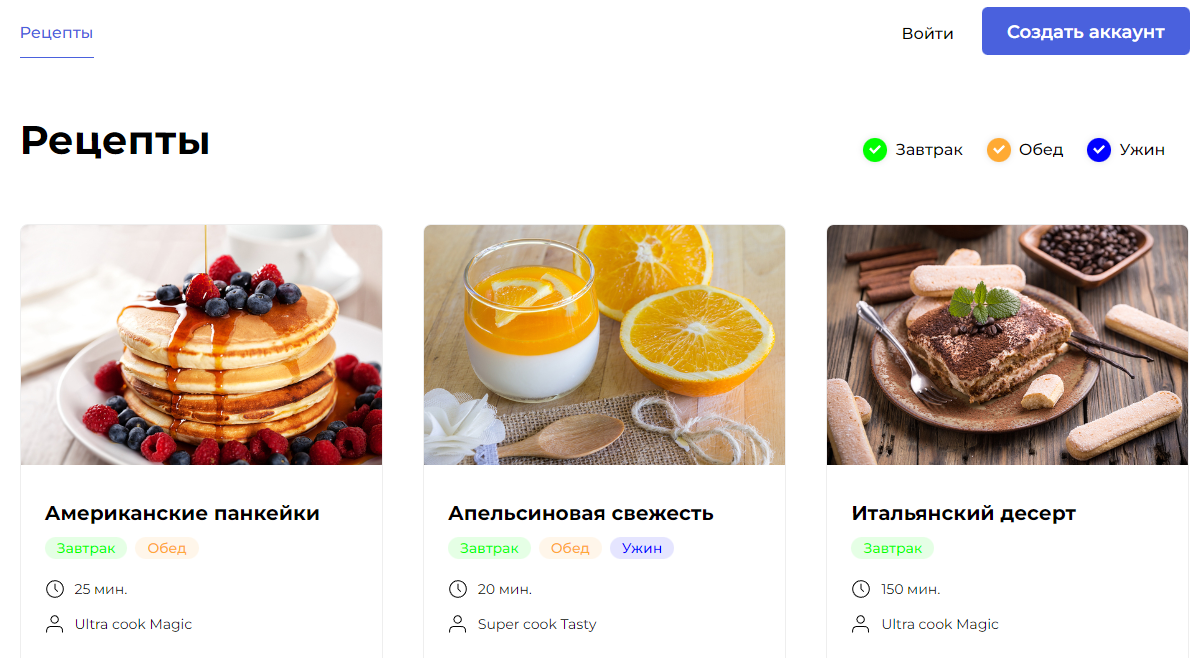 Рецепты
Войти
Создать аккаунт
Рецепты
Завтрак Обед Ужин
Американские панкейки
Завтрак Обед
25 мин.
Ultra cook Magic
Апельсиновая свежесть
Завтрак Обед Ужин
20 мин.
Super cook Tasty
Итальянский десерт
Завтрак
150 мин.
Ultra cook Magic